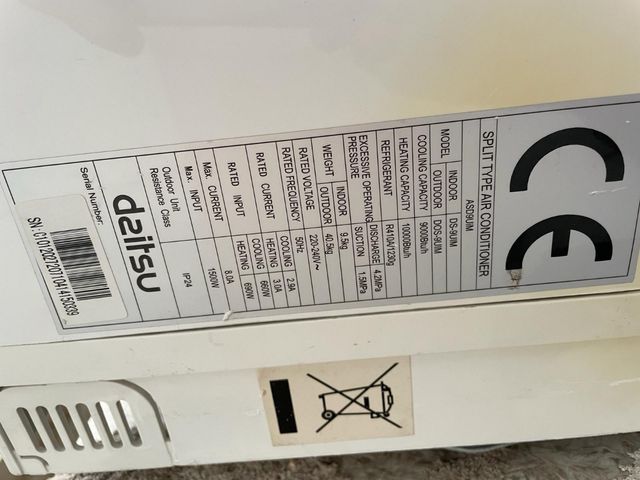 CE
SPLIT TYPE AIR CONDITIONER
ASD9UIM
MODEL INDOOR DS-9UIM
OUTDOOR DOS-9UIM
COOLING CAPACITY 9000Btu/h
HEATING CAPACITY 10000Btu/h
REFRIGERANT R410A/1230g
EXCESSIVE OPERATING PRESSURE DISCHARGE 4.2MPa
SUCTION 1.5MPa
WEIGHT INDOOR 9.5kg
OUTDOOR 40.5kg
RATED VOLTAGE 220-240V~
RATED FREQUENCY 50Hz
RATED CURRENT COOLING 2.9A
HEATING 3.0A
RATED INPUT COOLING 660W
HEATING 690W
Max. CURRENT 8.0A
Max. INPUT 1500W
Outdoor Unit Resistance Class IP24
daitsu
Serial Number: